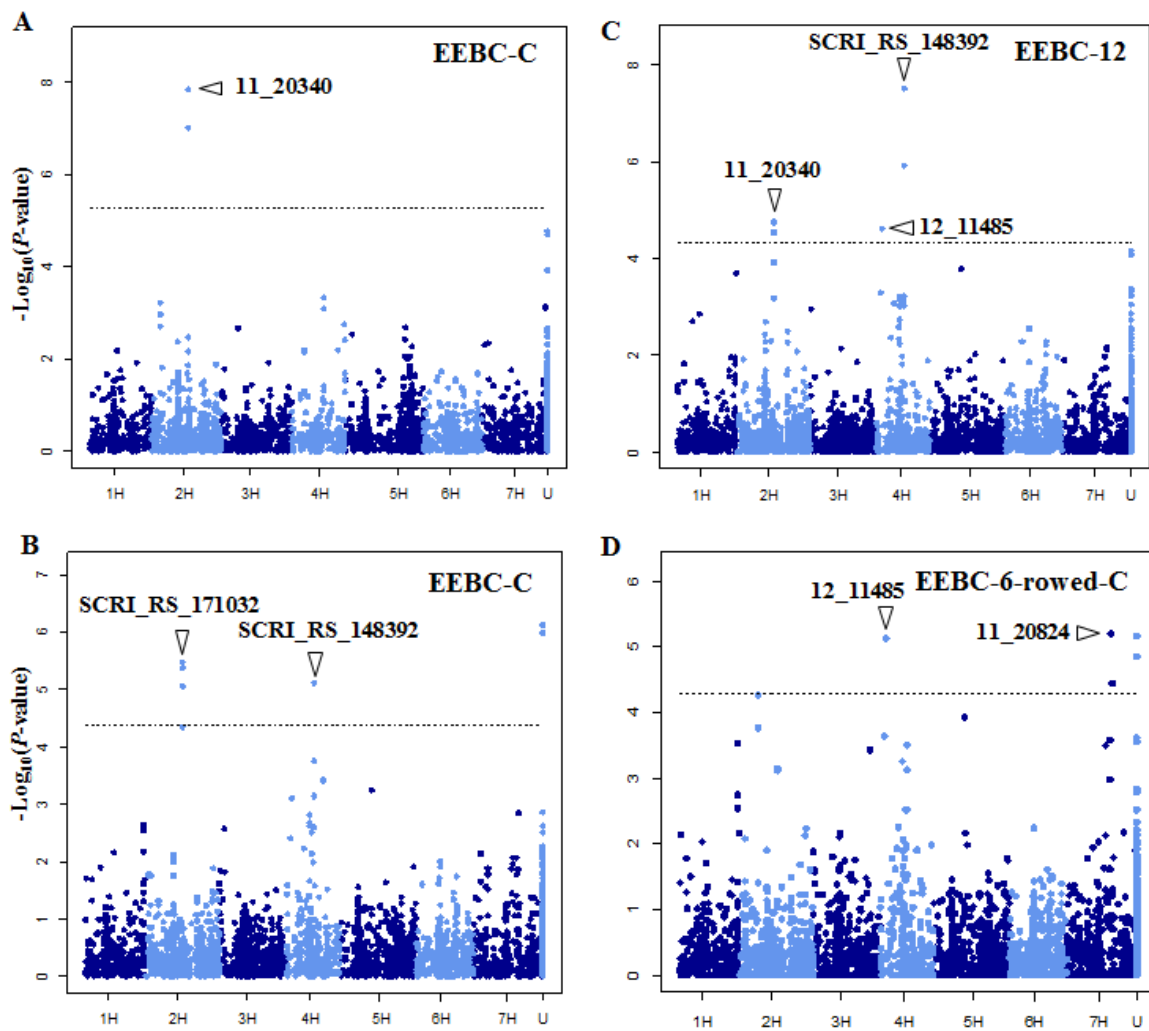 A
EEBC-C
11_20340
8
6
4
2
0
-Log10(P-value)
1H 2H 3H 4H 5H 6H 7H U
C
SCRI_RS_148392
EEBC-12
11_20340
12_11485
8
6
4
2
0
1H 2H 3H 4H 5H 6H 7H U
B
EEBC-C
SCRI_RS_171032
SCRI_RS_148392
7
6
5
4
3
2
1
0
-Log10(P-value)
1H 2H 3H 4H 5H 6H 7H U
D
EEBC-6-rowed-C
12_11485
11_20824
6
5
4
3
2
1
0
1H 2H 3H 4H 5H 6H 7H U